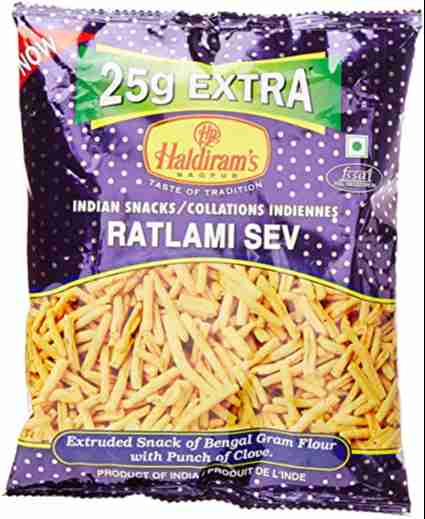 NOW
25g EXTRA
HR
Haldiram's
NAGPUR
A TASTE OF TRADITION
fssai
INDIAN SNACKS/COLLATIONS INDIENNES
RATLAMI SEV
Extruded Snack of Bengal Gram Flour
with Punch of Clove.
PRODUCT OF INDIA/PRODUIT DE L'INDE